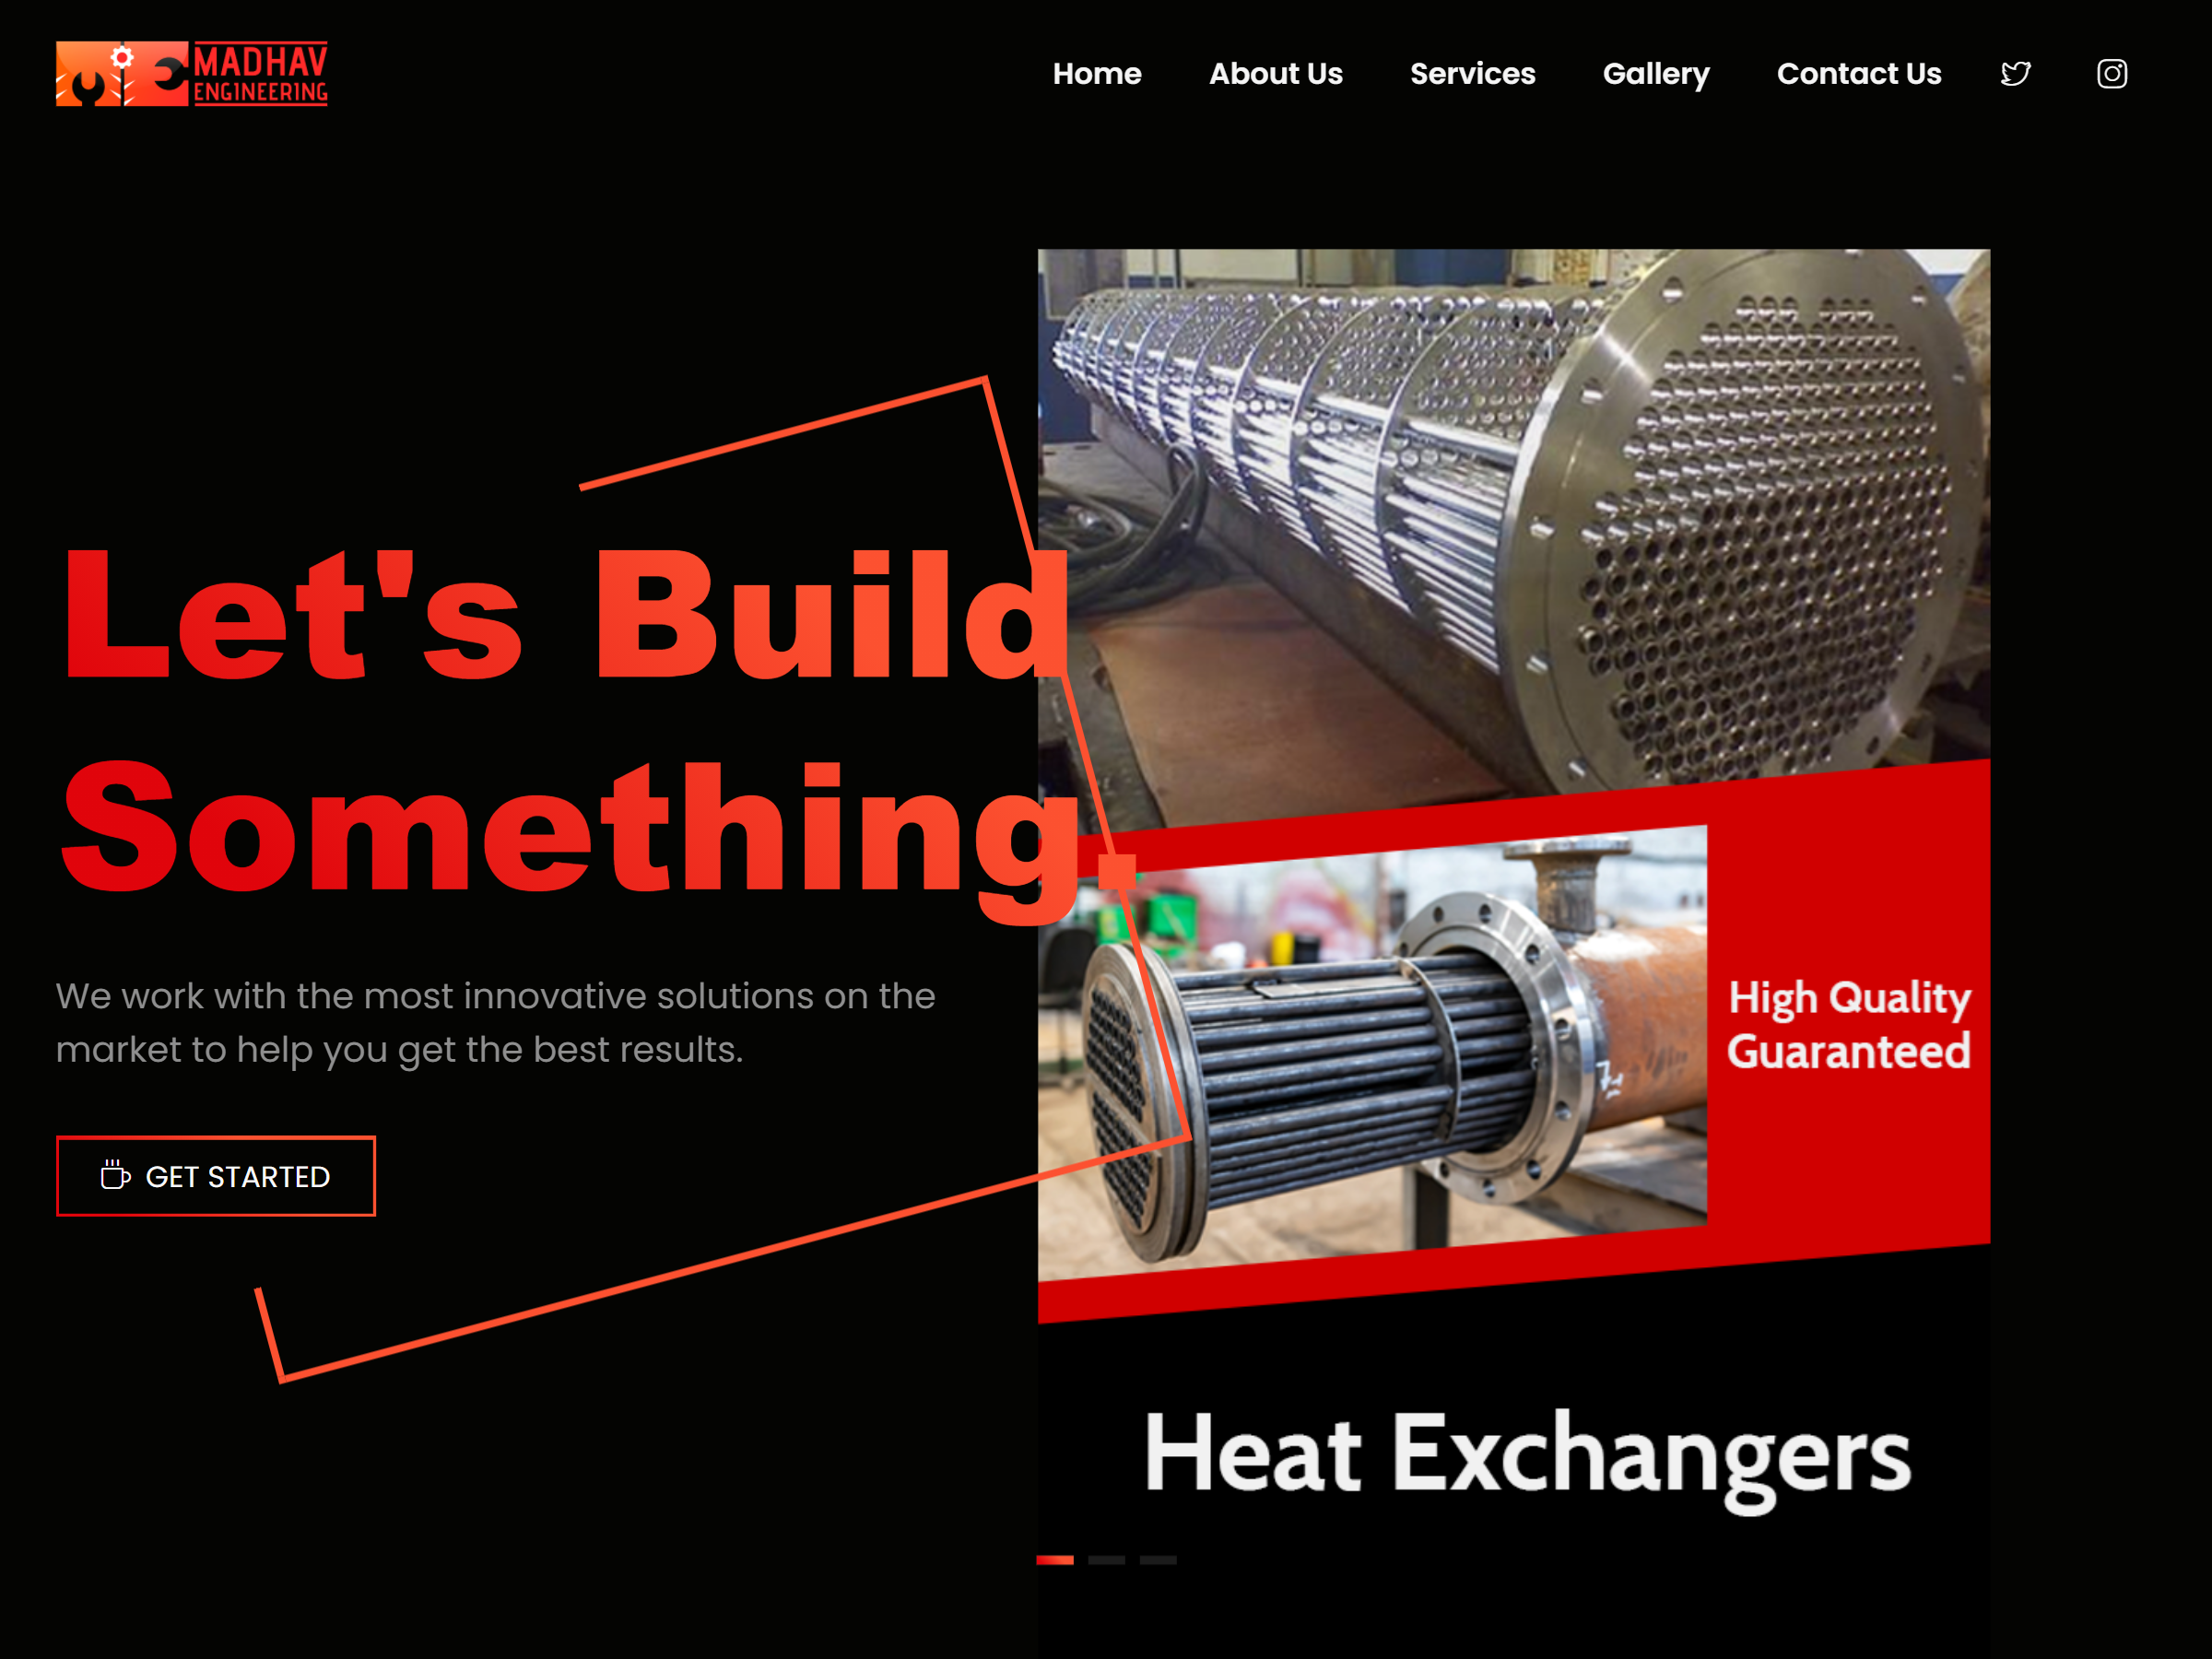 MADHAV
ENGINEERING
Home About Us Services Gallery Contact Us
Let's Build
Something.
We work with the most innovative solutions on the
market to help you get the best results.
GET STARTED
High Quality
Guaranteed
Heat Exchangers